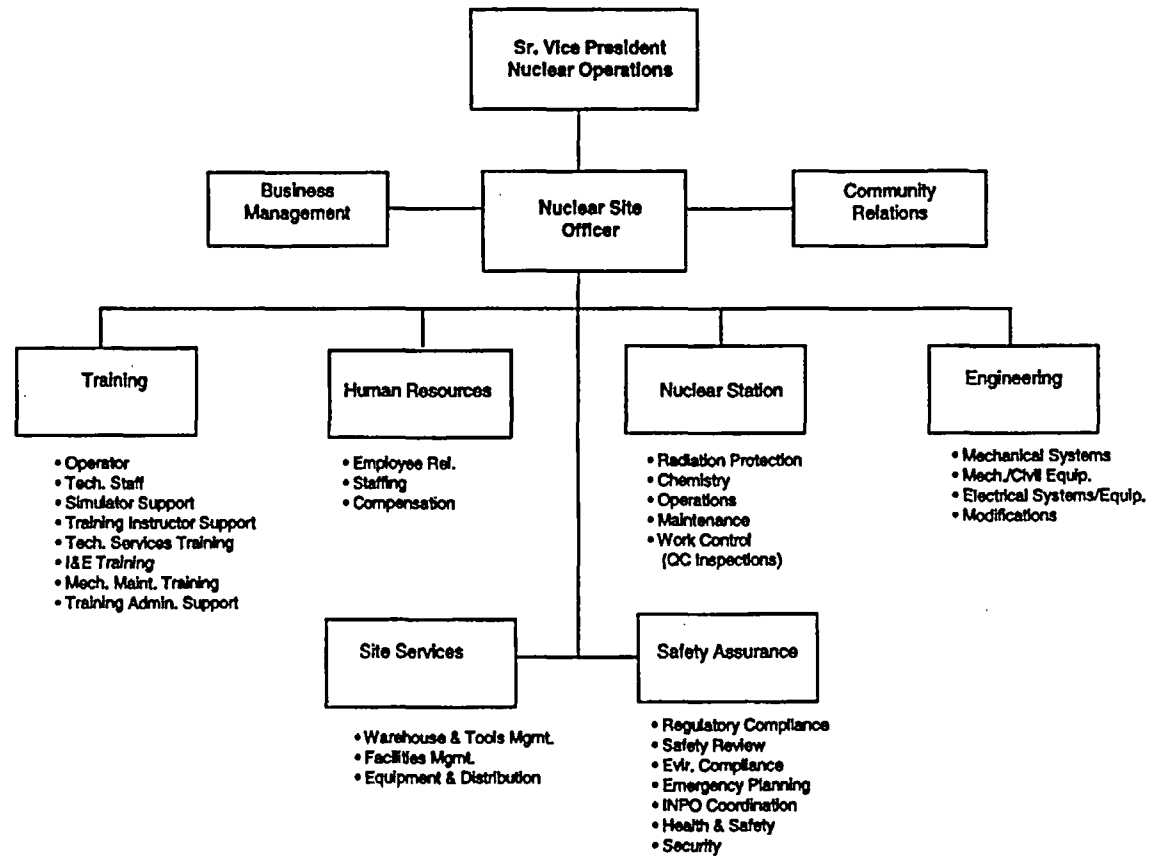 Sr. Vice President
Nuclear Operations
Business
Management
Nuclear Site
Officer
Community
Relations
Training
• Operator
• Tech. Staff
• Simulator Support
• Training Instructor Support
• Tech. Services Training
• I&E Training
• Mech. Maint. Training
• Training Admin. Support
Human Resources
• Employee Rel.
• Staffing
• Compensation
Nuclear Station
• Radiation Protection
• Chemistry
• Operations
• Maintenance
• Work Control
(QC Inspections)
Engineering
• Mechanical Systems
• Mech./Civil Equip.
• Electrical Systems/Equip.
• Modifications
Site Services
• Warehouse & Tools Mgmt.
• Facilities Mgmt.
• Equipment & Distribution
Safety Assurance
• Regulatory Compliance
• Safety Review
• Evir. Compliance
• Emergency Planning
• INPO Coordination
• Health & Safety
• Security